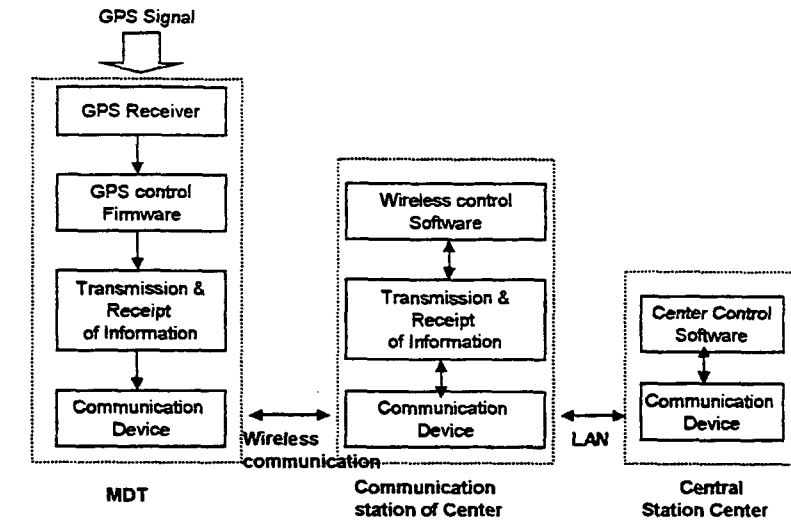 GPS Signal
GPS Receiver
GPS control
Firmware
Transmission &
Receipt
of Information
Communication
Device
MDT
Wireless
communication
Wireless control
Software
Transmission &
Receipt
of Information
Communication
Device
Communication
station of Center
LAN
Center Control
Software
Communication
Device
Central
Station Center